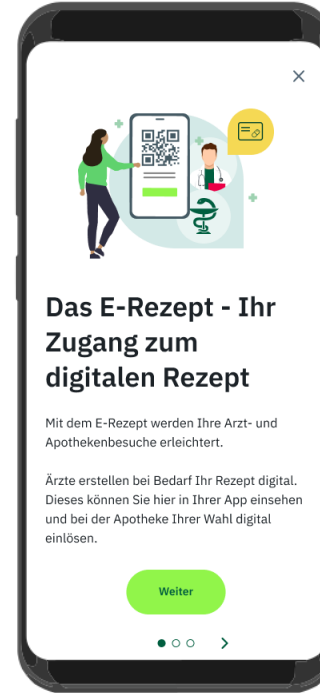 Das E-Rezept - Ihr
Zugang zum
digitalen Rezept
Mit dem E-Rezept werden Ihre Arzt- und
Apothekenbesuche erleichtert.
Ärzte erstellen bei Bedarf Ihr Rezept digital.
Dieses können Sie hier in Ihrer App einsehen
und bei der Apotheke Ihrer Wahl digital
einlösen.
Weiter